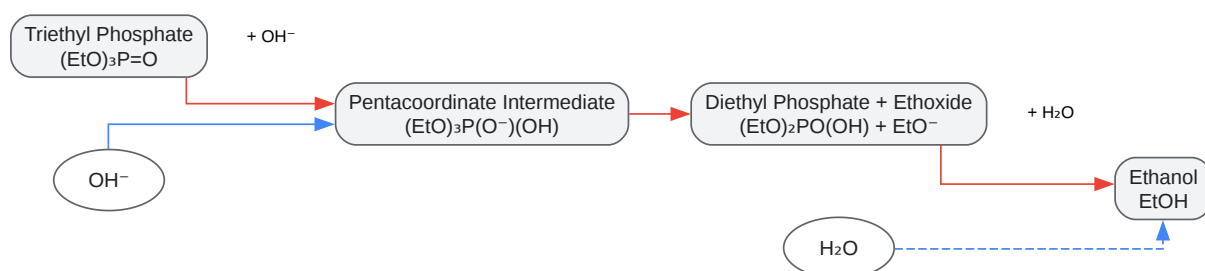 Triethyl Phosphate
(EtO)₃P=O
+ OH⁻
Pentacoordinate Intermediate
(EtO)₃P(O⁻)(OH)
Diethyl Phosphate + Ethoxide
(EtO)₂PO(OH) + EtO⁻
+ H₂O
OH⁻
Ethanol
EtOH
H₂O